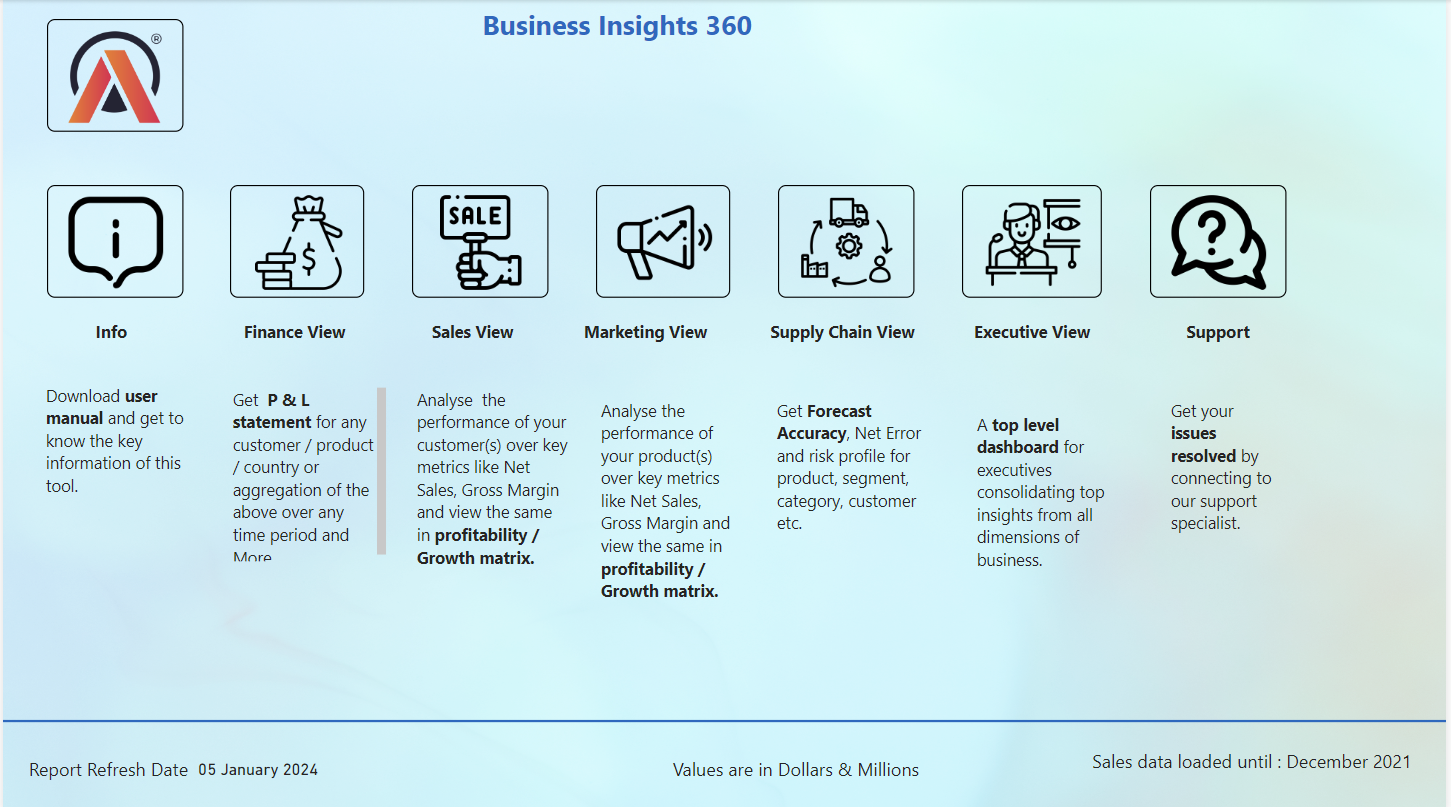 Business Insights 360
®
i
$
SALE
?
Info
Finance View
Sales View
Marketing View
Supply Chain View
Executive View
Support
Download user
manual and get to
know the key
information of this
tool.
Get P & L
statement for any
customer / product
/ country or
aggregation of the
above over any
time period and
More
Analyse the
performance of your
customer(s) over key
metrics like Net
Sales, Gross Margin
and view the same
in profitability /
Growth matrix.
Analyse the
performance of
your product(s)
over key metrics
like Net Sales,
Gross Margin and
view the same in
profitability /
Growth matrix.
Get Forecast
Accuracy, Net Error
and risk profile for
product, segment,
category, customer
etc.
A top level
dashboard for
executives
consolidating top
insights from all
dimensions of
business.
Get your
issues
resolved by
connecting to
our support
specialist.
Report Refresh Date 05 January 2024
Values are in Dollars & Millions
Sales data loaded until : December 2021